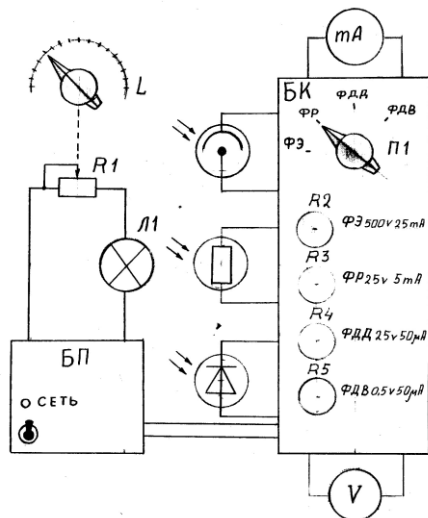 mA
БК
ФДД
ФР
ФДВ
ФЭ
П1
L
R1
Л1
R2
ФЭ 500V 25mA
R3
ФР 25V 5mA
R4
ФДД 25V 50μA
R5
ФДВ 0.5V 50μA
БП
СЕТЬ
V